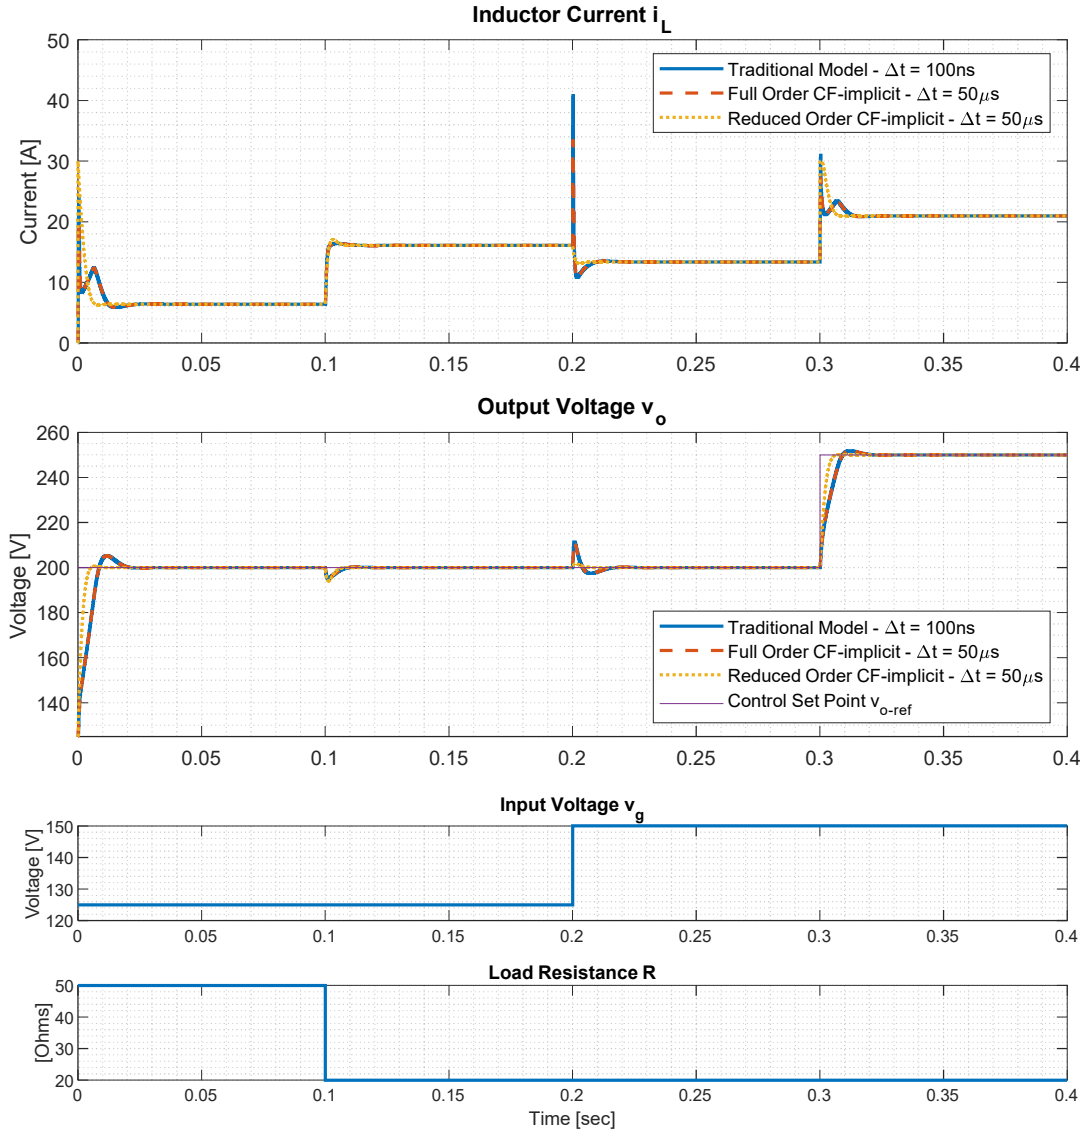 Inductor Current i_L
Current [A]
50
40
30
20
10
0
Traditional Model - Δt = 100ns
Full Order CF-implicit - Δt = 50μs
Reduced Order CF-implicit - Δt = 50μs
0 0.05 0.1 0.15 0.2 0.25 0.3 0.35 0.4
Output Voltage v_o
Voltage [V]
260
240
220
200
180
160
140
Traditional Model - Δt = 100ns
Full Order CF-implicit - Δt = 50μs
Reduced Order CF-implicit - Δt = 50μs
Control Set Point v_o-ref
0 0.05 0.1 0.15 0.2 0.25 0.3 0.35 0.4
Input Voltage v_g
Voltage [V]
150
140
130
120
0 0.05 0.1 0.15 0.2 0.25 0.3 0.35 0.4
Load Resistance R
[Ohms]
50
40
30
20
0 0.05 0.1 0.15 0.2 0.25 0.3 0.35 0.4
Time [sec]